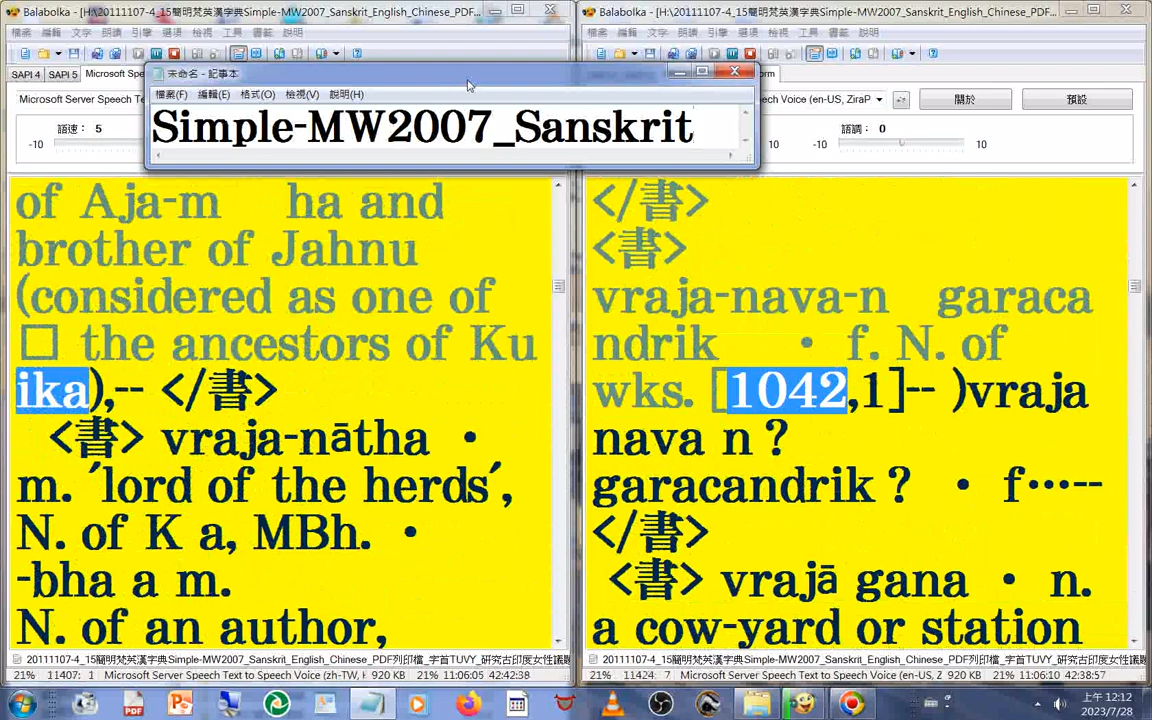 Balabolka - [H:\20111107-4_15簡明梵英漢字典Simple-MW2007_Sanskrit_English_Chinese_PDF...
檔案 編輯 文字 朗讀 引擎 選項 檢視 工具 書籤 說明
SAPI 4 SAPI 5 Microsoft Spe
Microsoft Server Speech Te
語速： 5
-10
未命名 - 記事本
檔案(F) 編輯(E) 格式(O) 檢視(V) 說明(H)
Simple-MW2007_Sanskrit
of Aja-m ha and
brother of Jahnu
(considered as one of
□ the ancestors of Ku
ika),-- </書>
<書> vraja-nātha •
m. 'lord of the herds',
N. of K a, MBh. •
-bha a m.
N. of an author,
20111107-4_15簡明梵英漢字典Simple-MW2007_Sanskrit_English_Chinese_PDF列印檔_字首TUVY_研究古印度女性議題
21% 11407: 1 Microsoft Server Speech Text to Speech Voice (zh-TW, 920 KB 21% 11:06:05 42:42:38
Balabolka - [H:\20111107-4_15簡明梵英漢字典Simple-MW2007_Sanskrit_English_Chinese_PDF...
檔案 編輯 文字 朗讀 引擎 選項 檢視 工具 書籤 說明
orm
ech Voice (en-US, ZiraP 關於 預設
語調： 0
10 -10 10
</書>
<書>
vraja-nava-n garaca
ndrik • f. N. of
wks. [1042,1]-- )vraja
nava n ?
garacandrik ? • f…--
</書>
<書> vrajā gana • n.
a cow-yard or station
20111107-4_15簡明梵英漢字典Simple-MW2007_Sanskrit_English_Chinese_PDF列印檔_字首TUVY_研究古印度女性議題
21% 11424: 7 Microsoft Server Speech Text to Speech Voice (en-US, Z 920 KB 21% 11:06:10 42:38:57
上午 12:12
2023/7/28